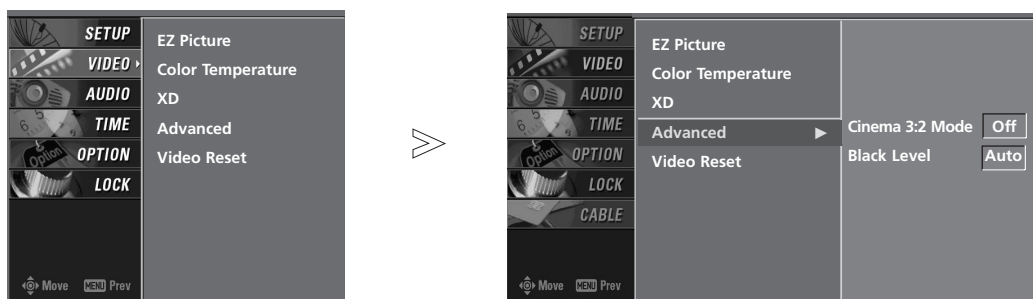 SETUP
VIDEO
AUDIO
TIME
OPTION
LOCK
EZ Picture
Color Temperature
XD
Advanced
Video Reset
Move MENU Prev
SETUP
VIDEO
AUDIO
TIME
OPTION
LOCK
CABLE
EZ Picture
Color Temperature
XD
Advanced
Video Reset
Cinema 3:2 Mode Off
Black Level Auto
Move MENU Prev